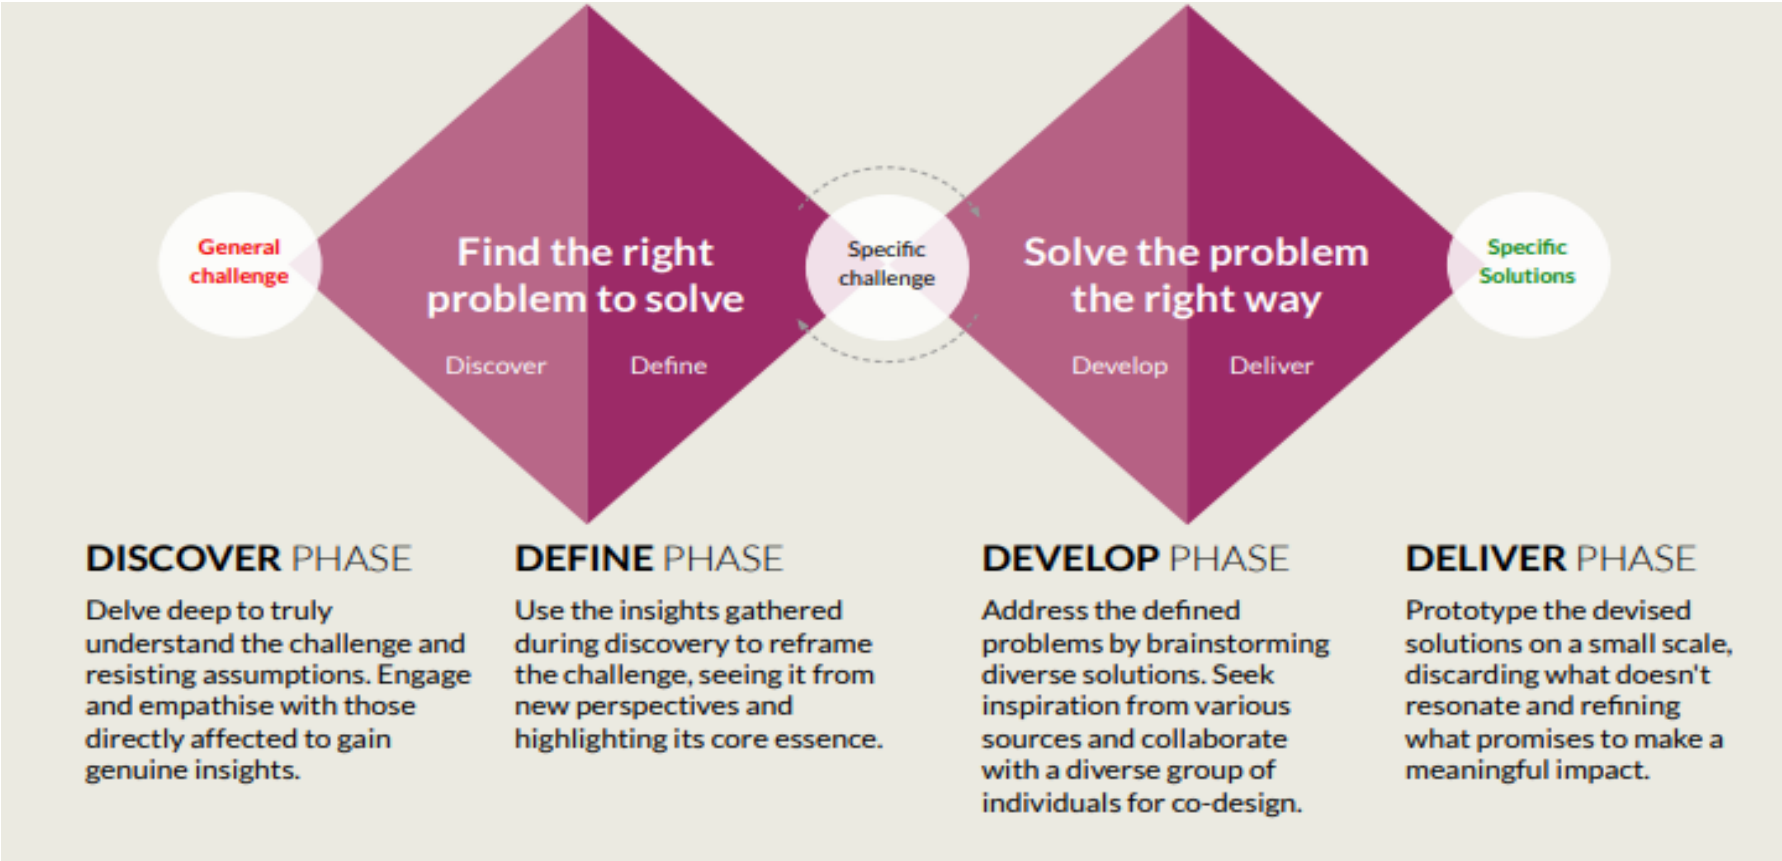 General
challenge
Find the right
problem to solve
Discover
Define
Specific
challenge
Solve the problem
the right way
Develop
Deliver
Specific
Solutions
DISCOVER PHASE
Delve deep to truly
understand the challenge and
resisting assumptions. Engage
and empathise with those
directly affected to gain
genuine insights.
DEFINE PHASE
Use the insights gathered
during discovery to reframe
the challenge, seeing it from
new perspectives and
highlighting its core essence.
DEVELOP PHASE
Address the defined
problems by brainstorming
diverse solutions. Seek
inspiration from various
sources and collaborate
with a diverse group of
individuals for co-design.
DELIVER PHASE
Prototype the devised
solutions on a small scale,
discarding what doesn't
resonate and refining
what promises to make a
meaningful impact.